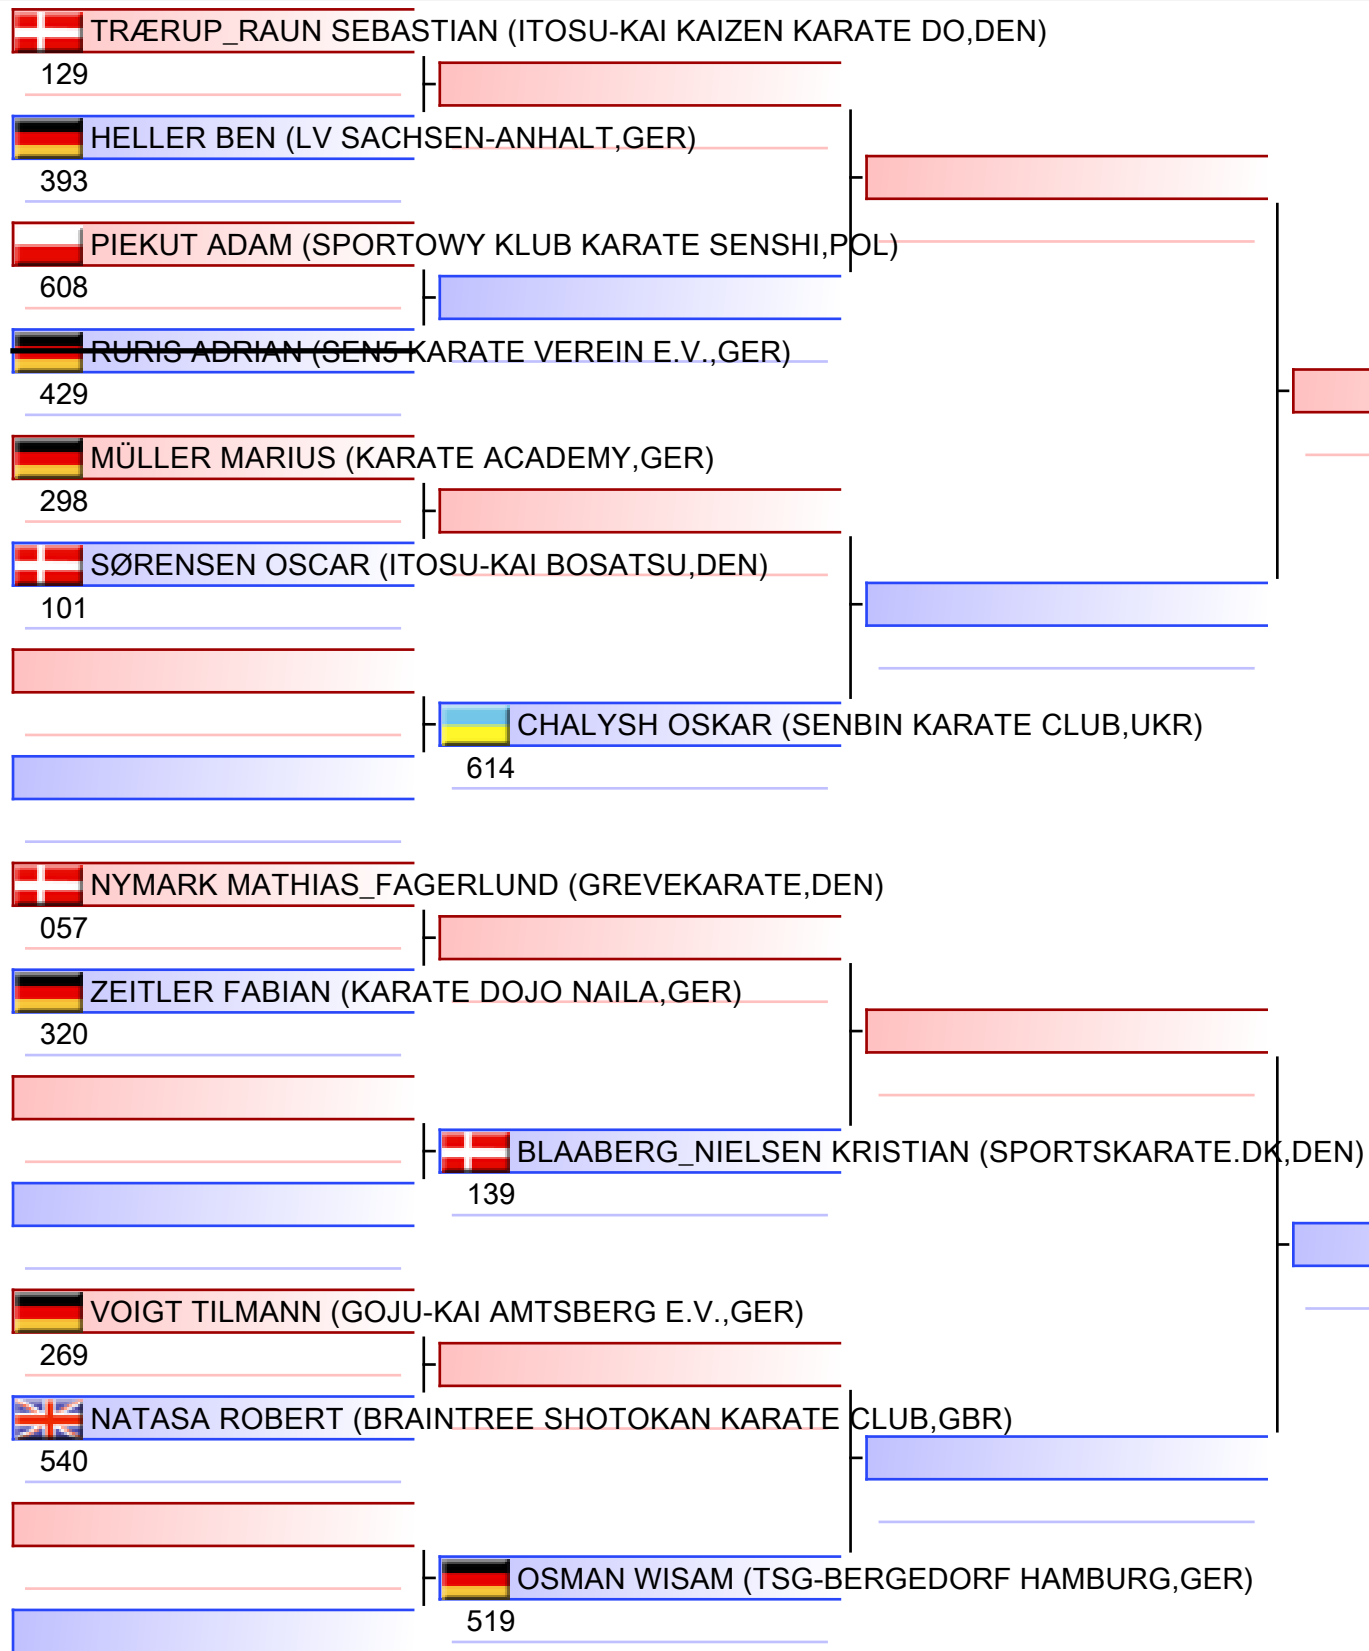 TRÆRUP_RAUN SEBASTIAN (ITOSU-KAI KAIZEN KARATE DO,DEN)
129
HELLER BEN (LV SACHSEN-ANHALT,GER)
393
PIEKUT ADAM (SPORTOWY KLUB KARATE SENSHI,POL)
608
RURIS ADRIAN (SEN5 KARATE VEREIN E.V.,GER)
429
MÜLLER MARIUS (KARATE ACADEMY,GER)
298
SØRENSEN OSCAR (ITOSU-KAI BOSATSU,DEN)
101
CHALYSH OSKAR (SENBIN KARATE CLUB,UKR)
614
NYMARK MATHIAS_FAGERLUND (GREVEKARATE,DEN)
057
ZEITLER FABIAN (KARATE DOJO NAILA,GER)
320
BLAABERG_NIELSEN KRISTIAN (SPORTSKARATE.DK,DEN)
139
VOIGT TILMANN (GOJU-KAI AMTSBERG E.V.,GER)
269
NATASA ROBERT (BRAINTREE SHOTOKAN KARATE CLUB,GBR)
540
OSMAN WISAM (TSG-BERGEDORF HAMBURG,GER)
519